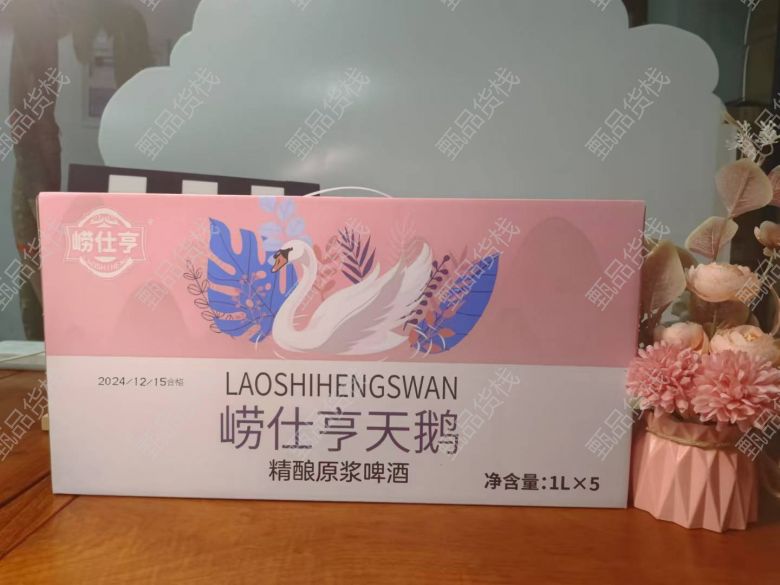 崂仕亨
LAOSHIHENG
2024/12/15合格
LAOSHIHENGSWAN
崂仕亨天鹅
精酿原浆啤酒
净含量:1L×5
甄品货栈